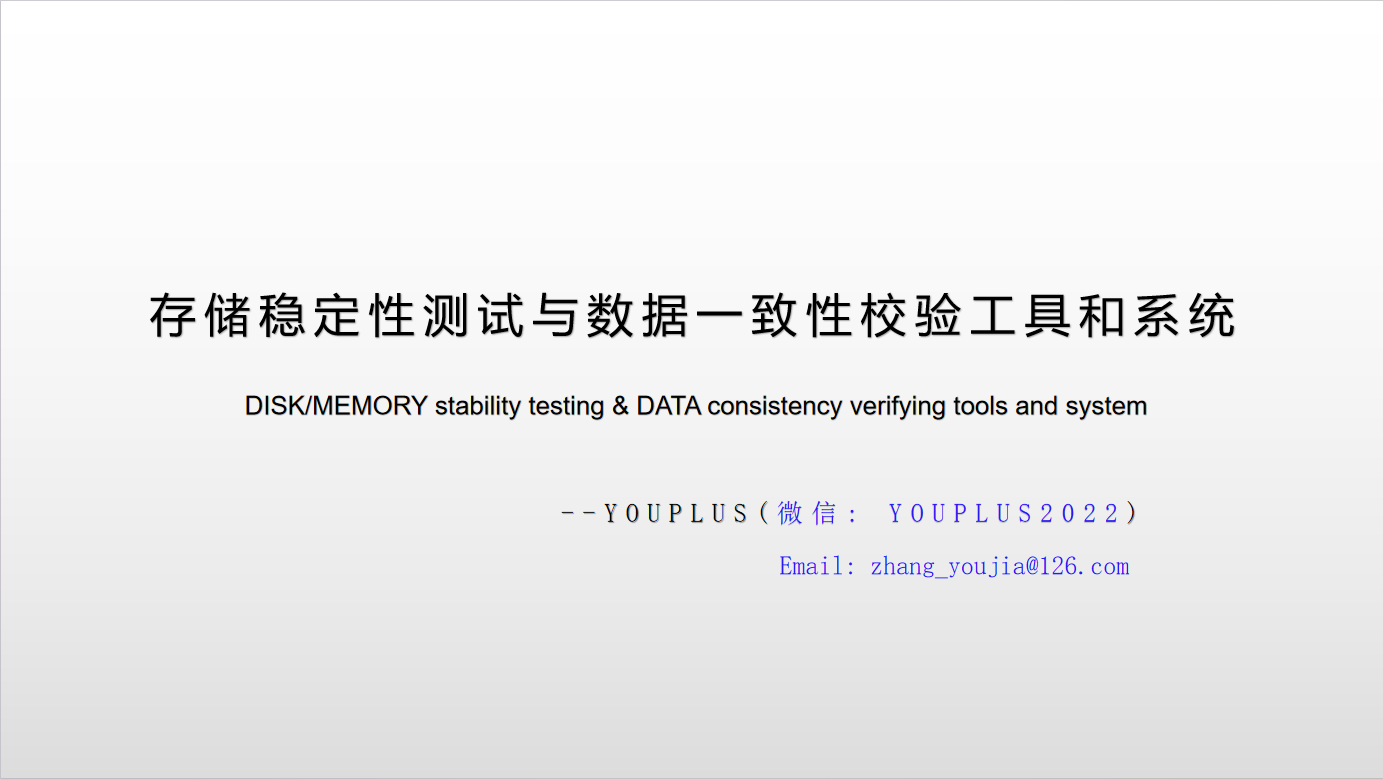 存储稳定性测试与数据一致性校验工具和系统
DISK/MEMORY stability testing & DATA consistency verifying tools and system
--YOUPLUS(微信: YOUPLUS2022)
Email: zhang_youjia@126.com